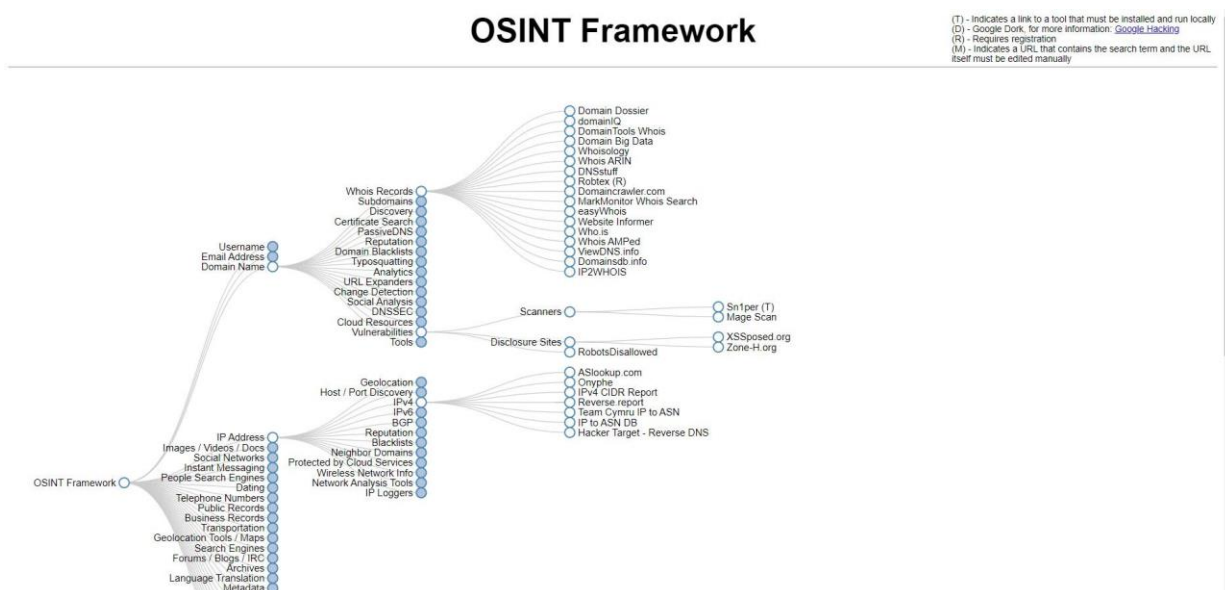 OSINT Framework
(T) - Indicates a link to a tool that must be installed and run locally
(D) - Google Dork, for more information: Google Hacking
(R) - Requires registration
(M) - Indicates a URL that contains the search term and the URL
itself must be edited manually
Domain Dossier
domainIQ
DomainTools Whois
Domain Big Data
Whoisology
Whois ARIN
DNSstuff
Robtex (R)
Domaincrawler.com
MarkMonitor Whois Search
easyWhois
Website Informer
Who.is
Whois AMPed
ViewDNS.info
Domainsdb.info
IP2WHOIS
Whois Records
Subdomains
Discovery
Certificate Search
PassiveDNS
Reputation
Domain Blacklists
Typosquatting
Analytics
URL Expanders
Change Detection
Social Analysis
DNSSEC
Cloud Resources
Vulnerabilities
Tools
Username
Email Address
Domain Name
Scanners
Sn1per (T)
Mage Scan
Disclosure Sites
RobotsDisallowed
XSSposed.org
Zone-H.org
Geolocation
Host / Port Discovery
IPv4
IPv6
BGP
Reputation
Blacklists
Neighbor Domains
Protected by Cloud Services
Wireless Network Info
Network Analysis Tools
IP Loggers
ASlookup.com
Onyphe
IPv4 CIDR Report
Reverse.report
Team Cymru IP to ASN
IP to ASN DB
Hacker Target - Reverse DNS
OSINT Framework
IP Address
Images / Videos / Docs
Social Networks
Instant Messaging
People Search Engines
Dating
Telephone Numbers
Public Records
Business Records
Transportation
Geolocation Tools / Maps
Search Engines
Forums / Blogs / IRC
Archives
Language Translation
Metadata